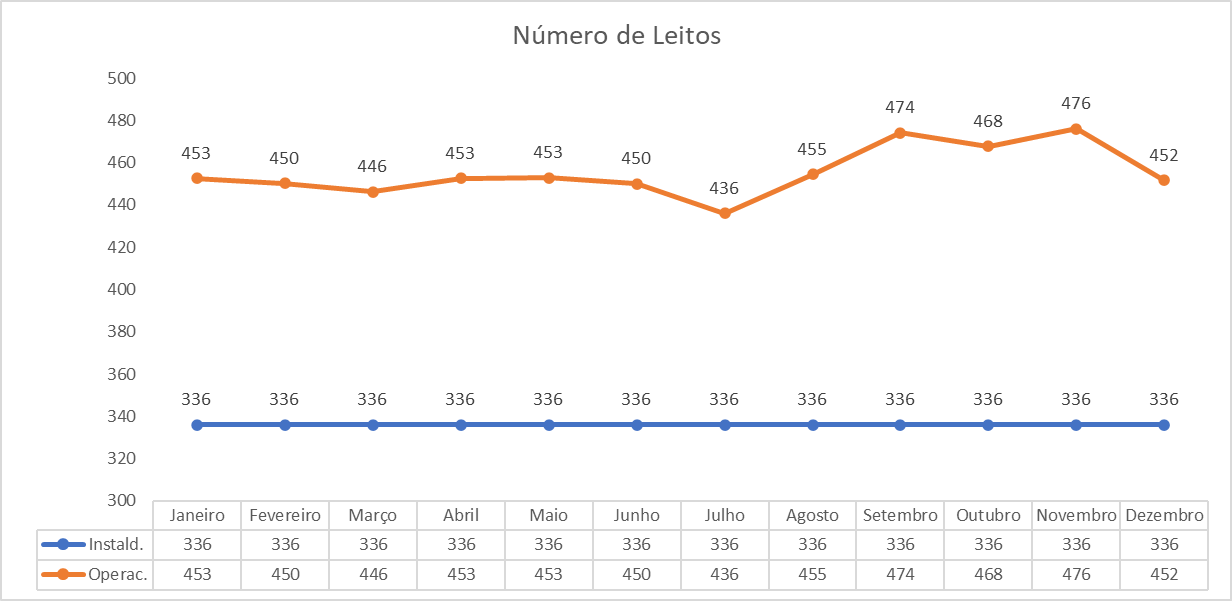 Número de Leitos
500
480
460
440
420
400
380
360
340
320
300
453 450 446 453 453 450 436 455 474 468 476 452
336 336 336 336 336 336 336 336 336 336 336 336
Janeiro Fevereiro Março Abril Maio Junho Julho Agosto Setembro Outubro Novembro Dezembro
Instald. 336 336 336 336 336 336 336 336 336 336 336 336
Operac. 453 450 446 453 453 450 436 455 474 468 476 452